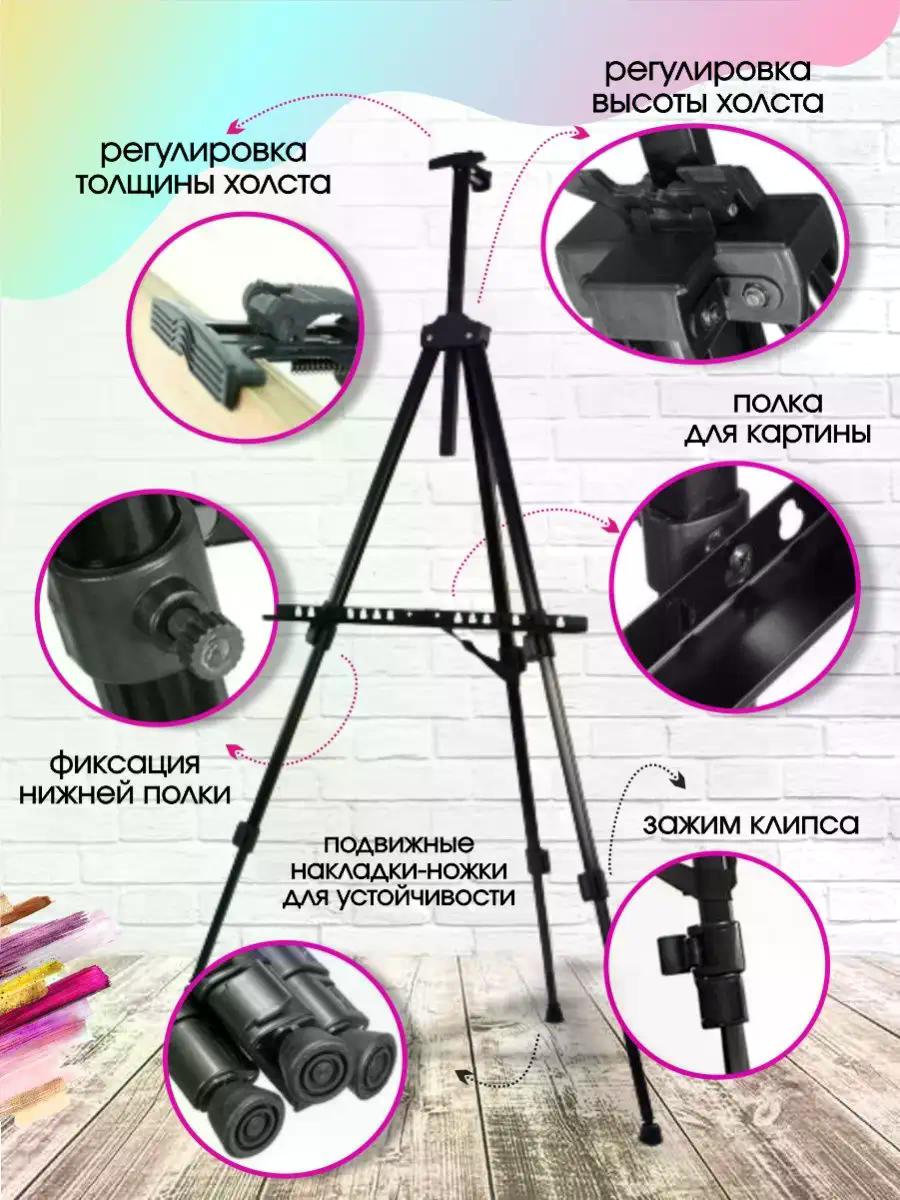 регулировка
высоты холста
регулировка
толщины холста
полка
для картины
фиксация
нижней полки
зажим клипса
подвижные
накладки-ножки
для устойчивости